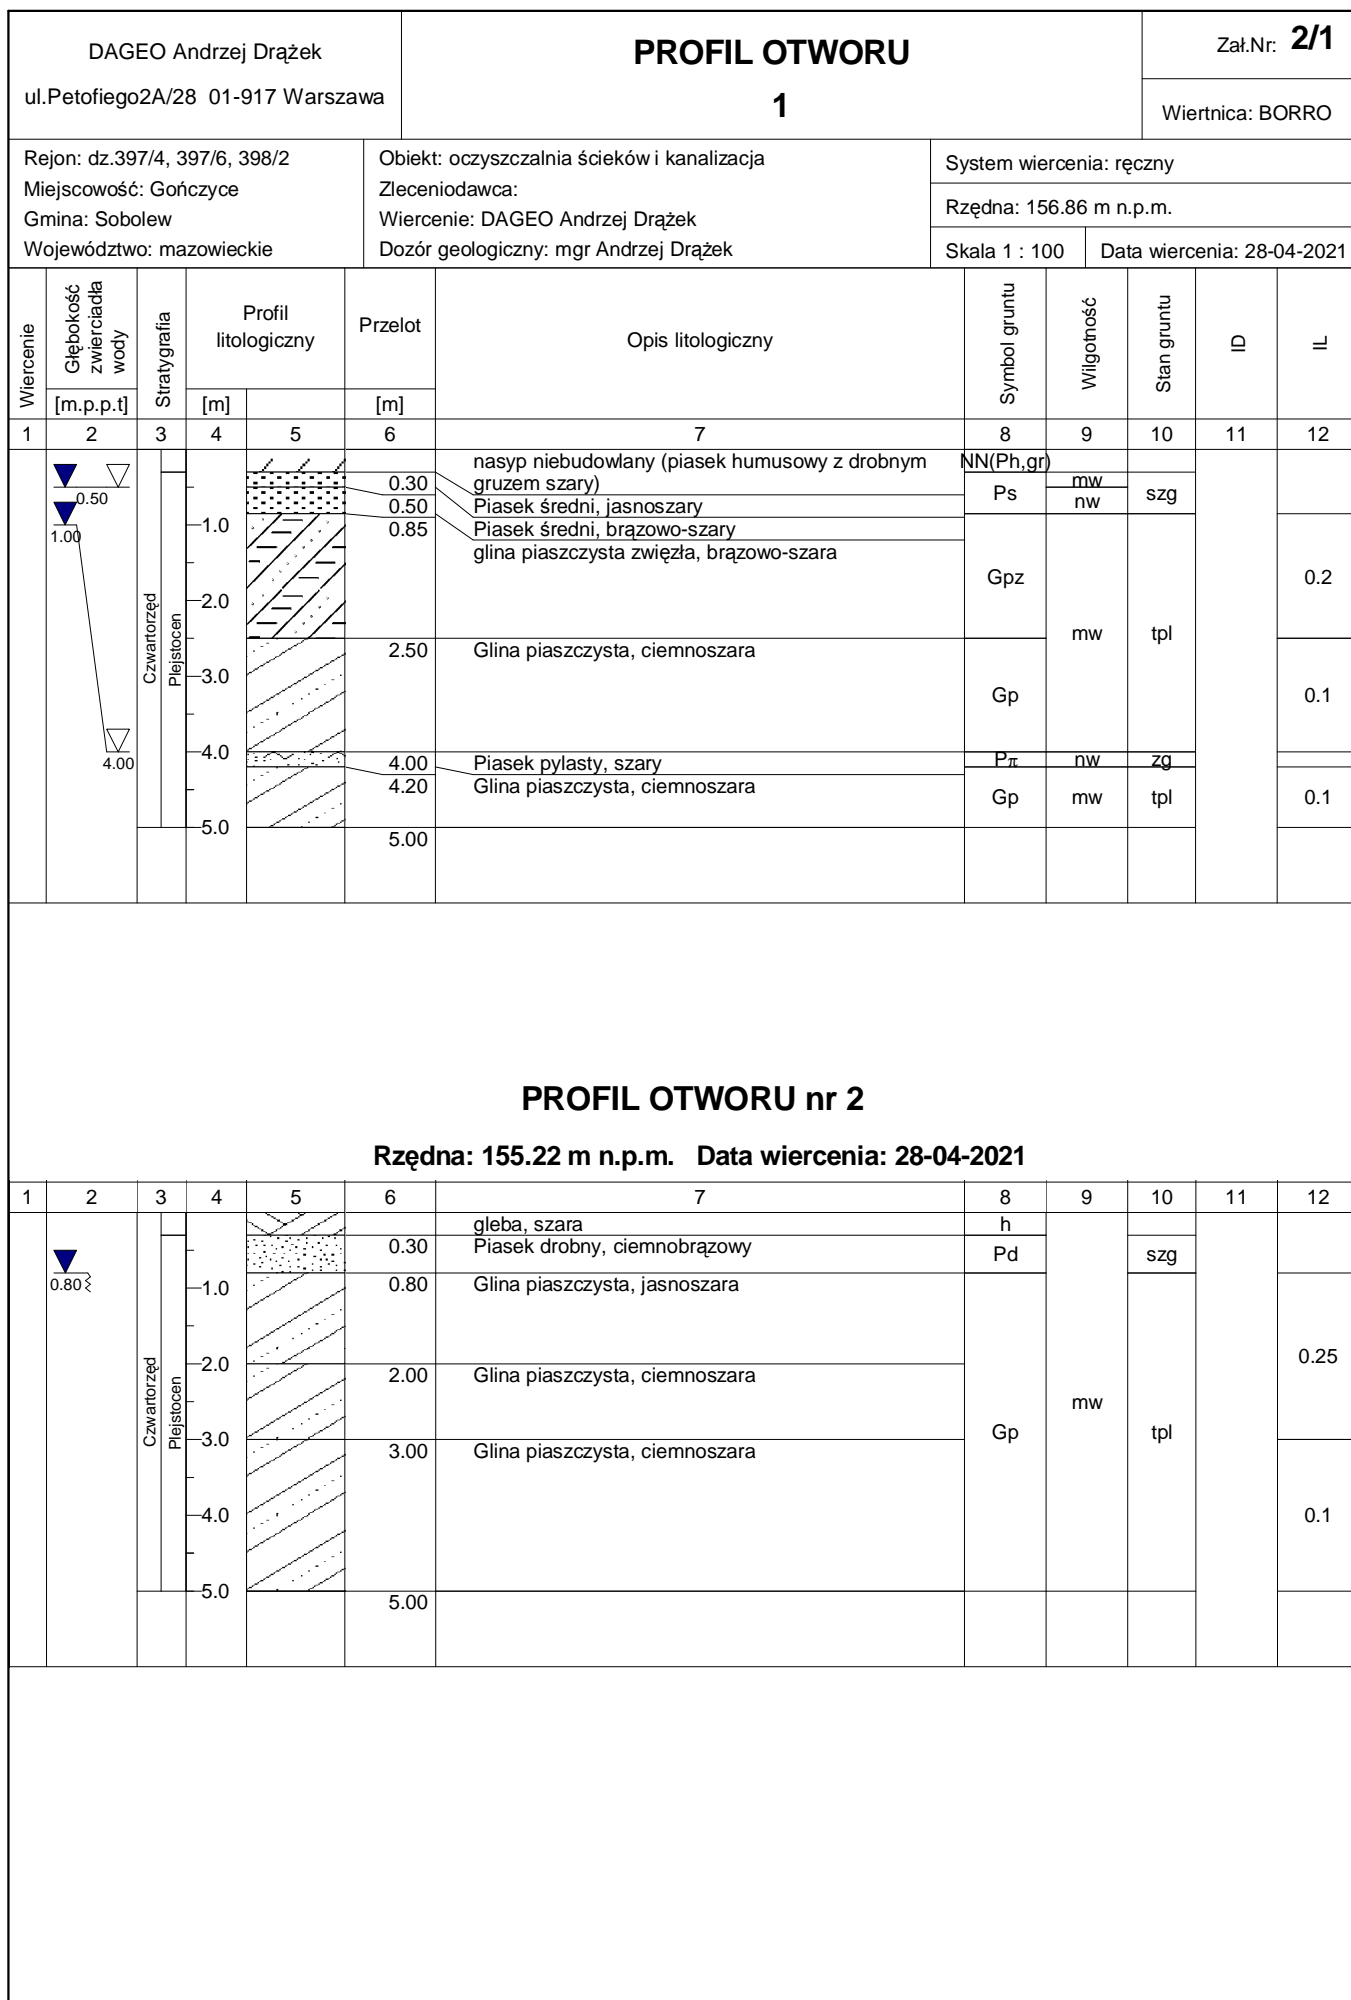 DAGEO Andrzej Drążek
ul.Petofiego2A/28 01-917 Warszawa
PROFIL OTWORU
1
Zał.Nr: 2/1
Wiertnica: BORRO
Rejon: dz.397/4, 397/6, 398/2
Miejscowość: Gończyce
Gmina: Sobolew
Województwo: mazowieckie
Obiekt: oczyszczalnia ścieków i kanalizacja
Zleceniodawca:
Wiercenie: DAGEO Andrzej Drążek
Dozór geologiczny: mgr Andrzej Drążek
System wiercenia: ręczny
Rzędna: 156.86 m n.p.m.
Skala 1 : 100 Data wiercenia: 28-04-2021
Wiercenie
Głębokość
zwierciadła
wody
[m.p.p.t]
Stratygrafia
Profil
litologiczny
[m]
Przelot
[m]
Opis litologiczny
Symbol gruntu
Wilgotność
Stan gruntu
ID
IL
1 2 3 4 5 6 7 8 9 10 11 12
0.50
1.00
4.00
Czwartorzęd
Plejstocen
1.0
2.0
3.0
4.0
5.0
nasyp niebudowlany (piasek humusowy z drobnym
gruzem szary)
NN(Ph,gr)
0.30 Piasek średni, jasnoszary
0.50 Piasek średni, brązowo-szary
0.85 glina piaszczysta zwięzła, brązowo-szara
Ps mw szg
nw
Gpz 0.2
mw tpl
2.50 Glina piaszczysta, ciemnoszara
Gp 0.1
4.00 Piasek pylasty, szary Pπ nw zg
4.20 Glina piaszczysta, ciemnoszara
Gp mw tpl 0.1
5.00
PROFIL OTWORU nr 2
Rzędna: 155.22 m n.p.m. Data wiercenia: 28-04-2021
1 2 3 4 5 6 7 8 9 10 11 12
0.80
Czwartorzęd
Plejstocen
1.0
2.0
3.0
4.0
5.0
gleba, szara h
0.30 Piasek drobny, ciemnobrązowy Pd szg
0.80 Glina piaszczysta, jasnoszara
0.25
2.00 Glina piaszczysta, ciemnoszara
mw
Gp tpl
3.00 Glina piaszczysta, ciemnoszara
0.1
5.00